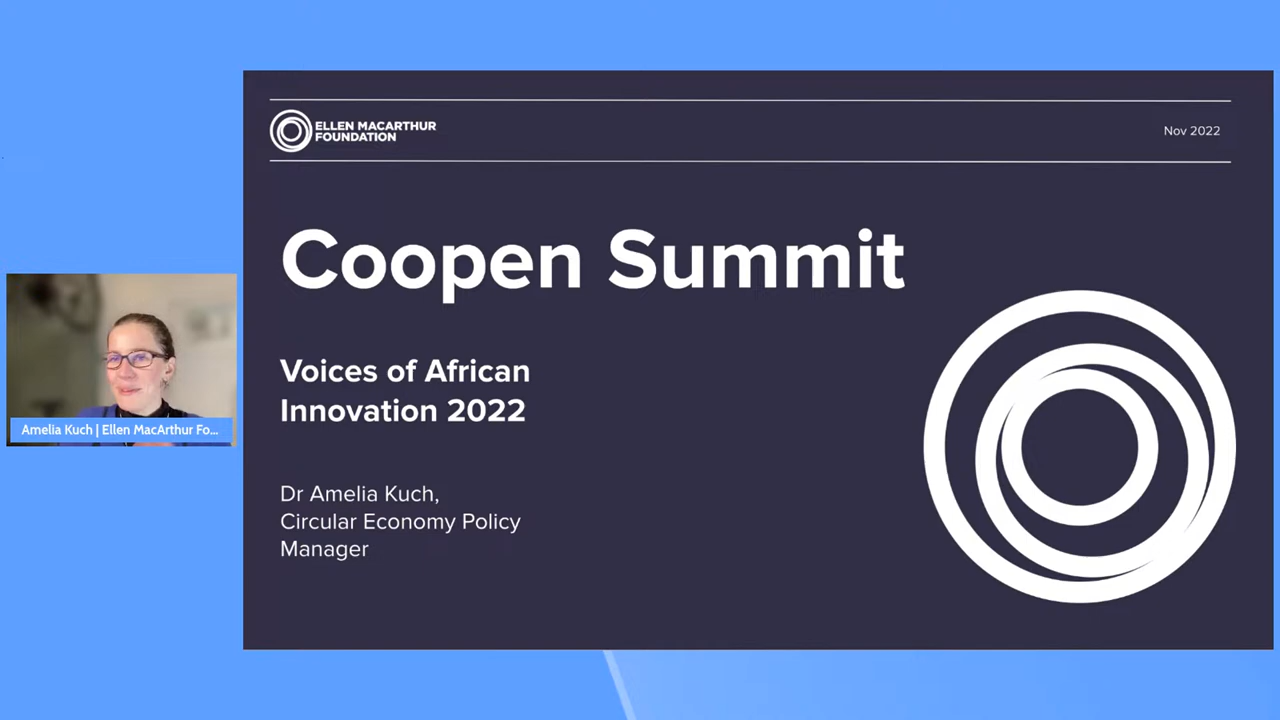 ELLEN MACARTHUR
FOUNDATION
Nov 2022
Coopen Summit
Voices of African
Innovation 2022
Dr Amelia Kuch,
Circular Economy Policy
Manager
Amelia Kuch | Ellen MacArthur Fo...